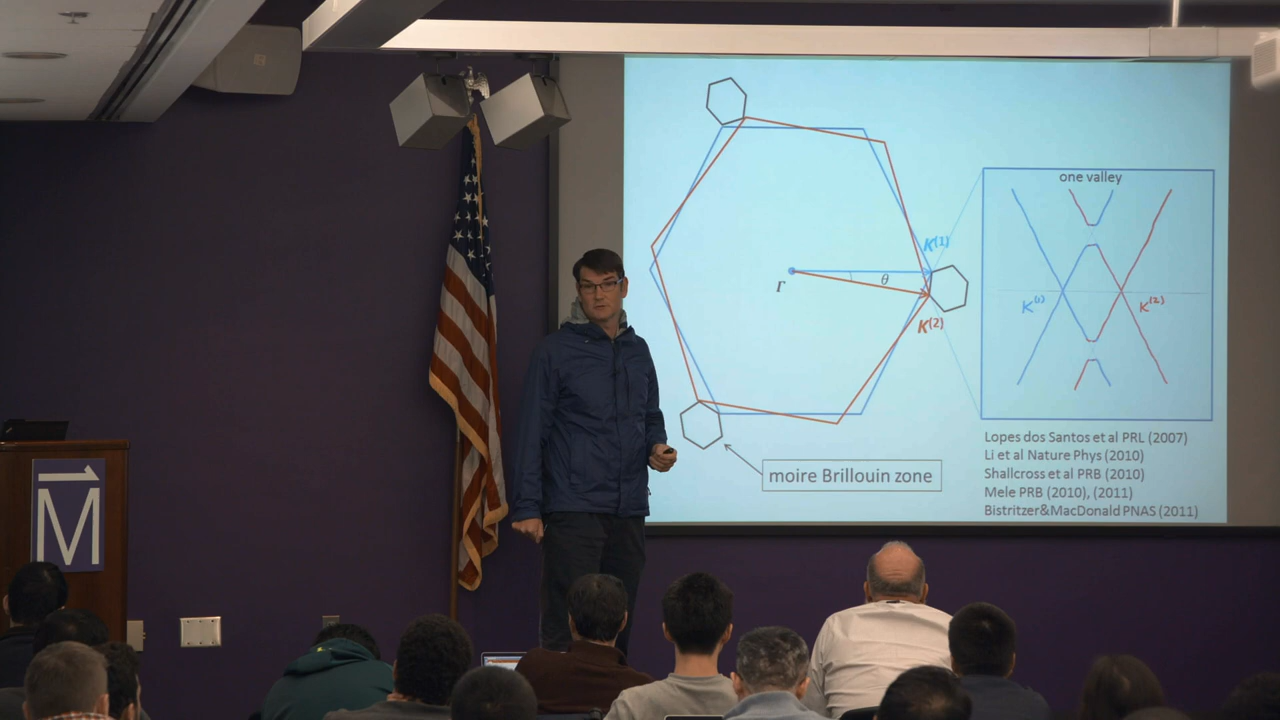 one valley
K⁽¹⁾
Γ
θ
K⁽¹⁾
K⁽²⁾
K⁽²⁾
moire Brillouin zone
Lopes dos Santos et al PRL (2007)
Li et al Nature Phys (2010)
Shallcross et al PRB (2010)
Mele PRB (2010), (2011)
Bistritzer&MacDonald PNAS (2011)
M